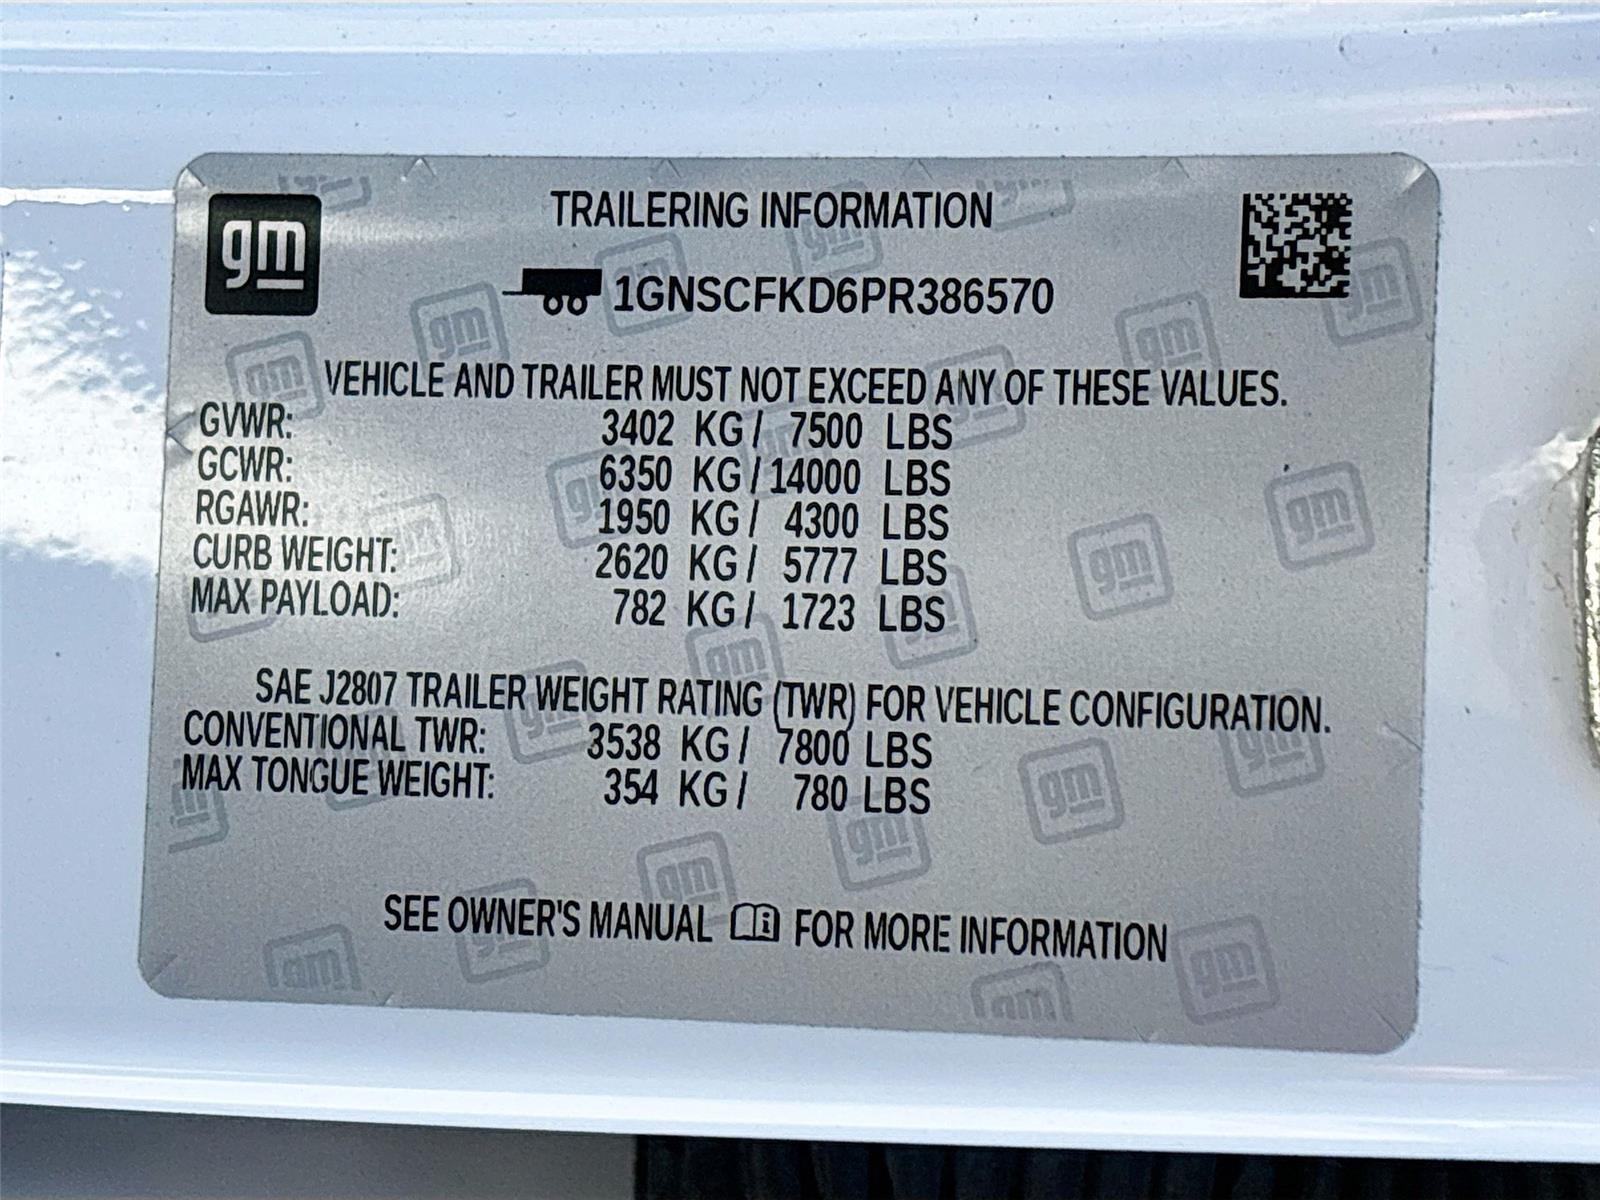 gm
TRAILERING INFORMATION
1GNSCFKD6PR386570
VEHICLE AND TRAILER MUST NOT EXCEED ANY OF THESE VALUES.
GVWR: 3402 KG / 7500 LBS
GCWR: 6350 KG / 14000 LBS
RGAWR: 1950 KG / 4300 LBS
CURB WEIGHT: 2620 KG / 5777 LBS
MAX PAYLOAD: 782 KG / 1723 LBS
SAE J2807 TRAILER WEIGHT RATING (TWR) FOR VEHICLE CONFIGURATION.
CONVENTIONAL TWR: 3538 KG / 7800 LBS
MAX TONGUE WEIGHT: 354 KG / 780 LBS
SEE OWNER'S MANUAL FOR MORE INFORMATION